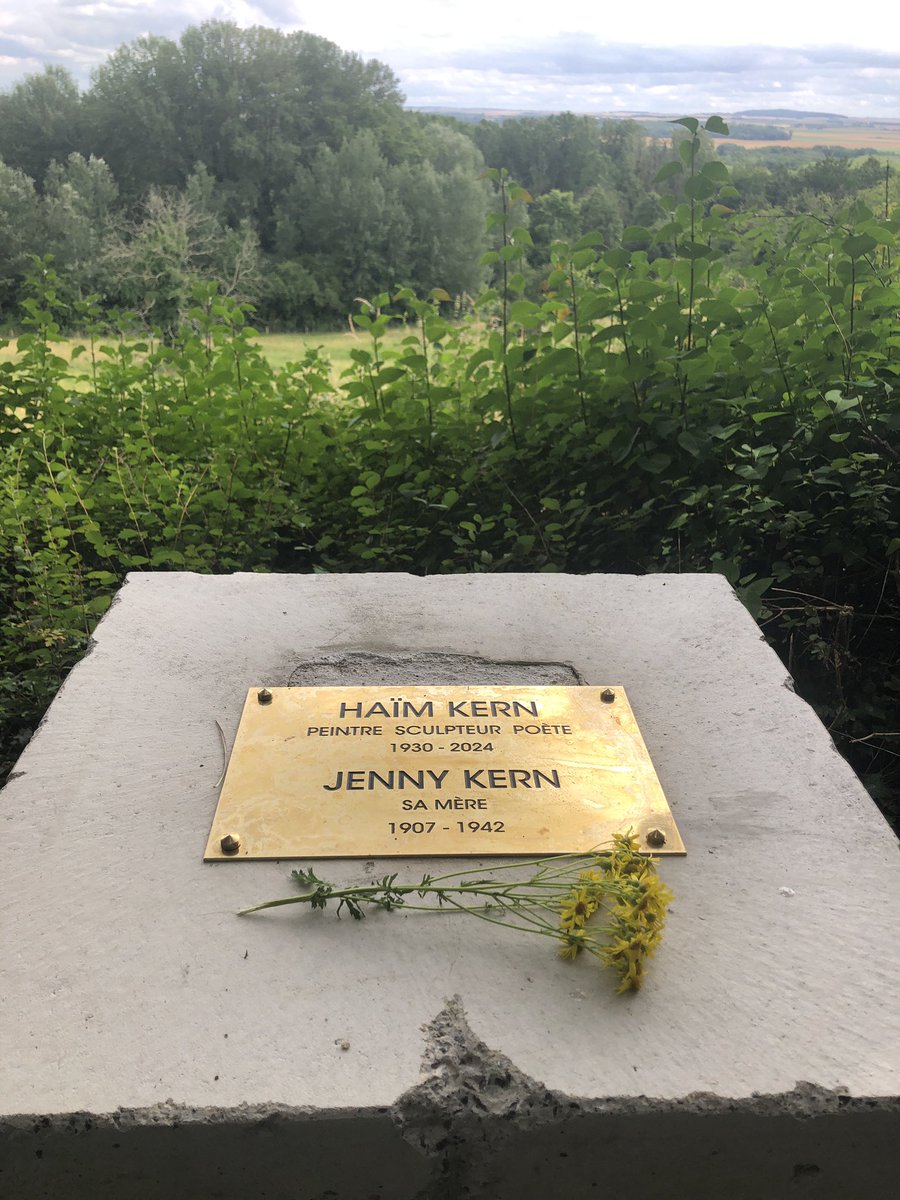 HAÏM KERN
PEINTRE SCULPTEUR POÈTE
1930 - 2024
JENNY KERN
SA MÈRE
1907 - 1942